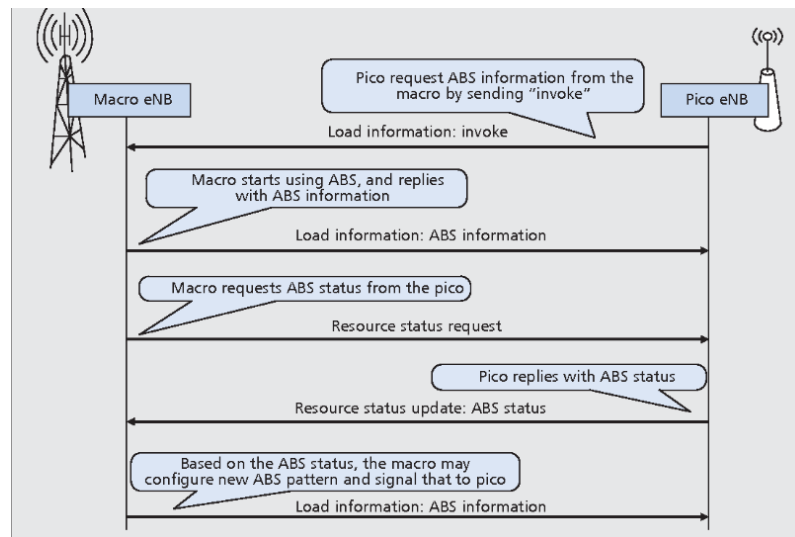 Pico request ABS information from the
macro by sending “invoke”
Macro eNB
Pico eNB
Load information: invoke
Macro starts using ABS, and replies
with ABS information
Load information: ABS information
Macro requests ABS status from the pico
Resource status request
Pico replies with ABS status
Resource status update: ABS status
Based on the ABS status, the macro may
configure new ABS pattern and signal that to pico
Load information: ABS information